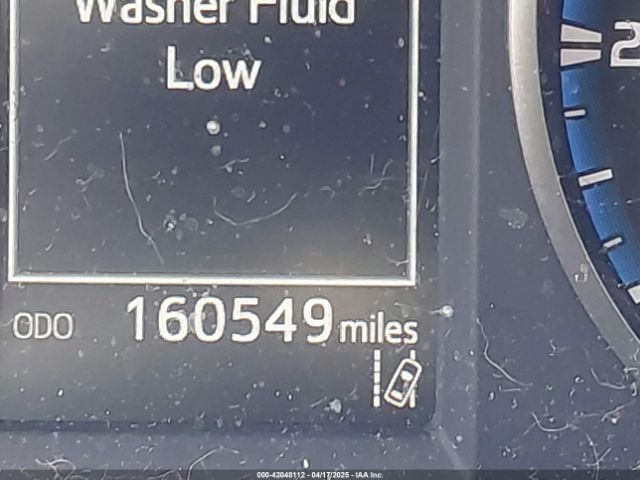 Washer Fluid
Low
2
ODO 160549 miles
000-42048112 - 04/17/2025 - IAA Inc.